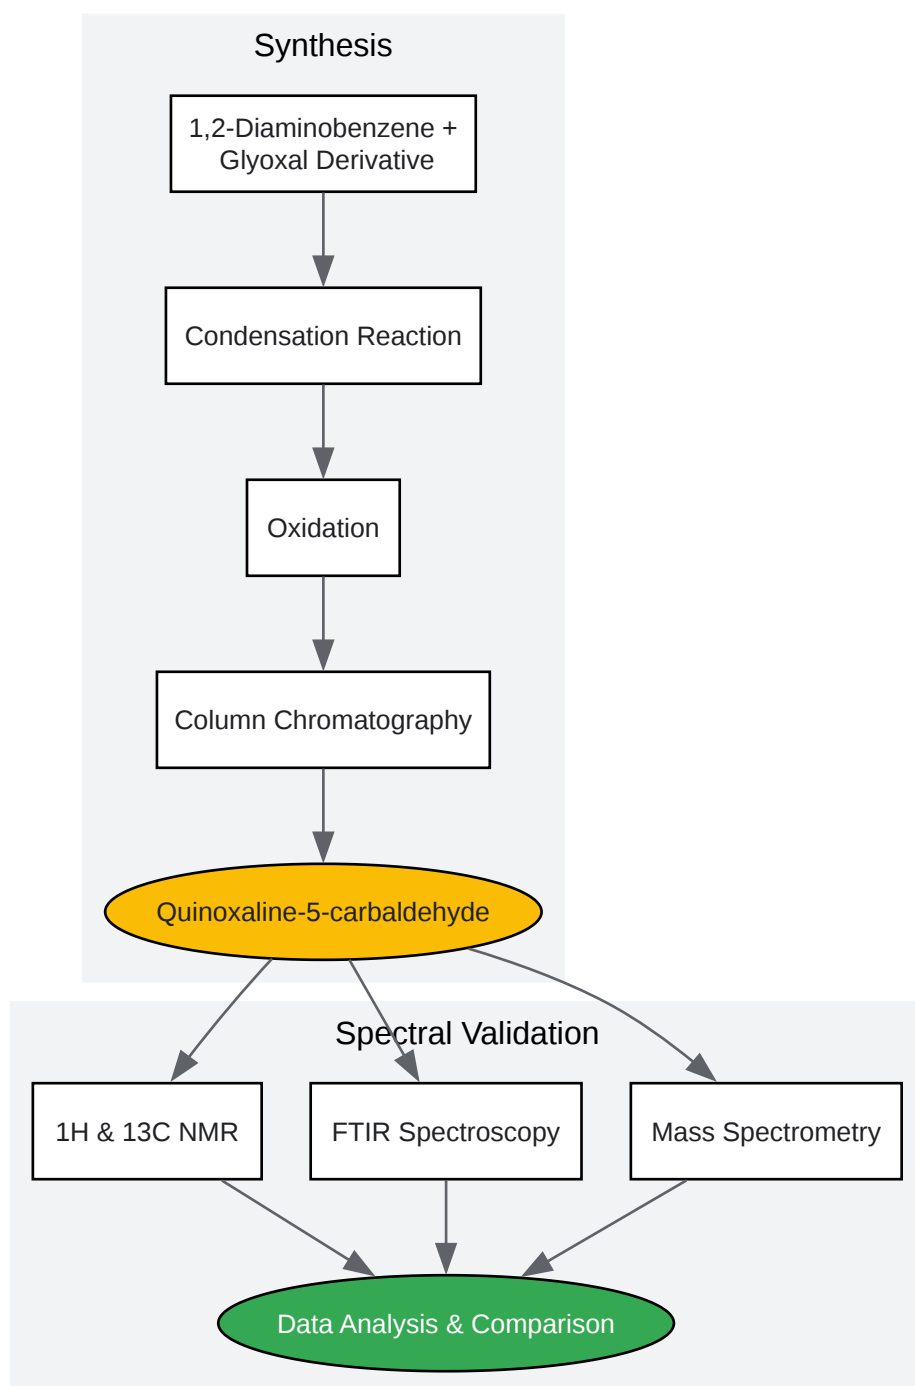 Synthesis
1,2-Diaminobenzene +
Glyoxal Derivative
Condensation Reaction
Oxidation
Column Chromatography
Quinoxaline-5-carbaldehyde
Spectral Validation
1H & 13C NMR
FTIR Spectroscopy
Mass Spectrometry
Data Analysis & Comparison